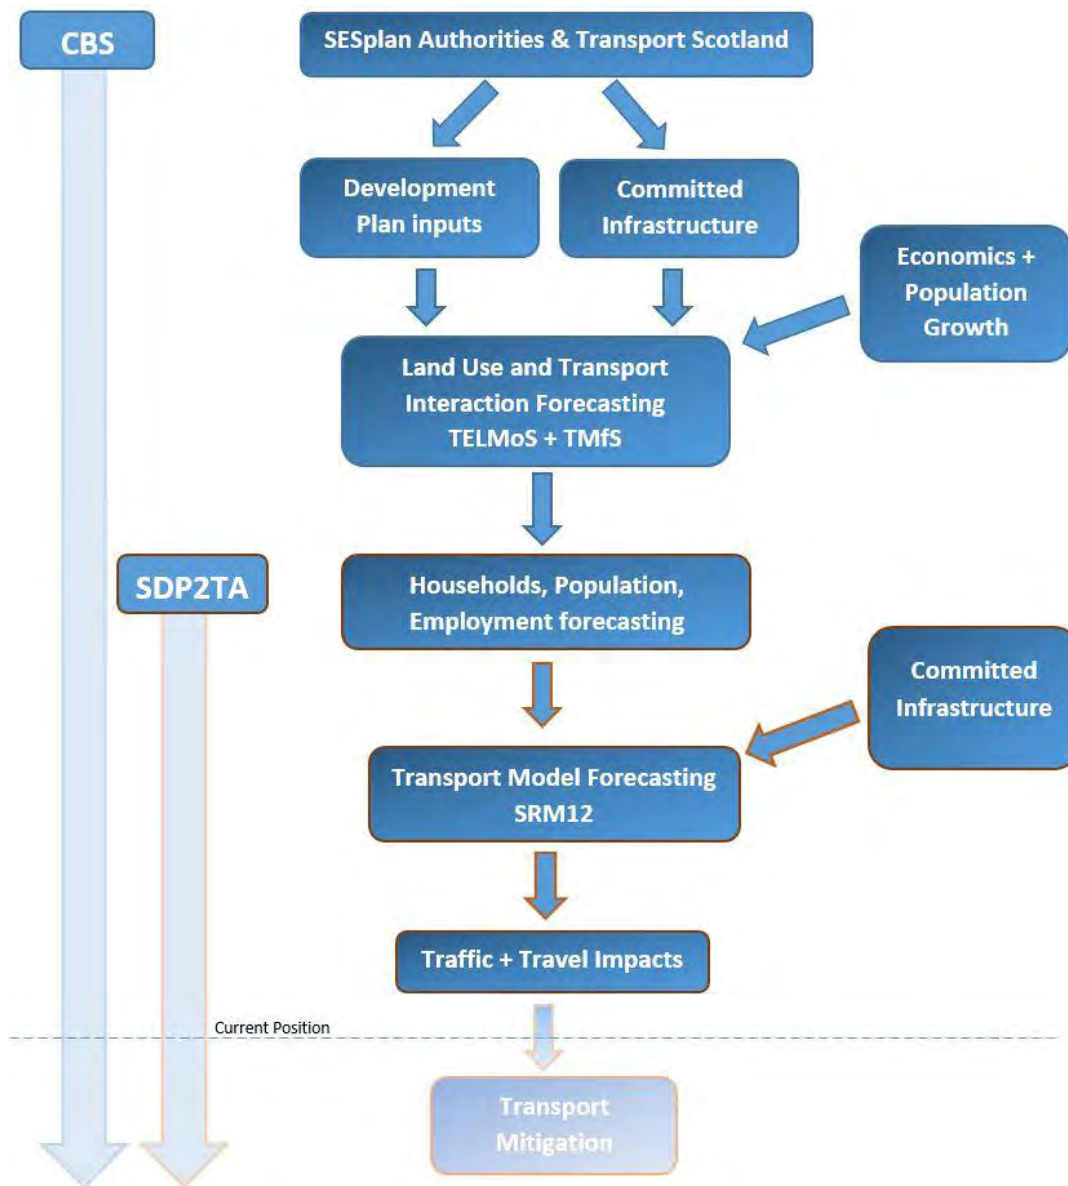 CBS
SESplan Authorities & Transport Scotland
Development
Plan inputs
Committed
Infrastructure
Economics +
Population
Growth
Land Use and Transport
Interaction Forecasting
TELMoS + TMfS
SDP2TA
Households, Population,
Employment forecasting
Committed
Infrastructure
Transport Model Forecasting
SRM12
Traffic + Travel Impacts
Current Position
Transport
Mitigation